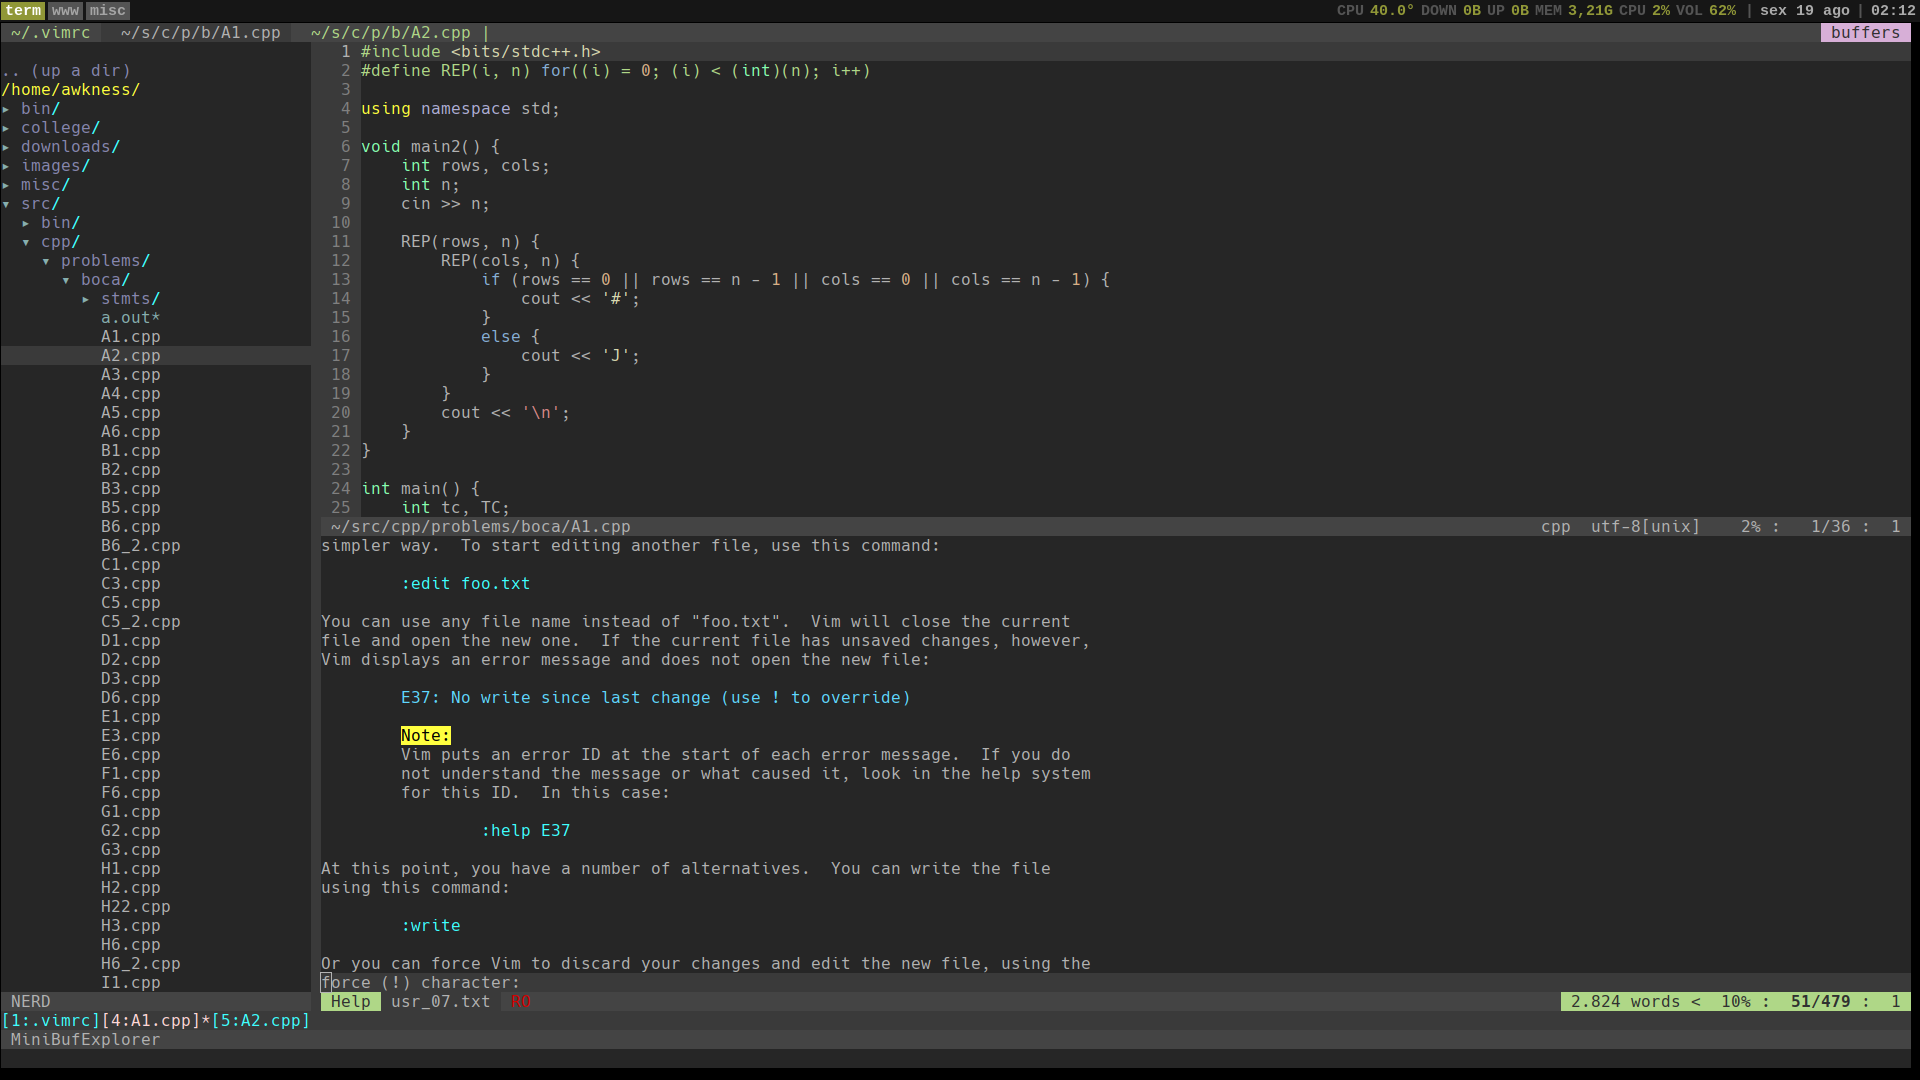 term www misc CPU 40.0° DOWN 0B UP 0B MEM 3,21G CPU 2% VOL 62% | sex 19 ago | 02:12
~/.vimrc ~/s/c/p/b/A1.cpp ~/s/c/p/b/A2.cpp | buffers
.. (up a dir)
/home/awkness/
▸ bin/
▸ college/
▸ downloads/
▸ images/
▸ misc/
▾ src/
▸ bin/
▾ cpp/
▾ problems/
▾ boca/
▸ stmts/
a.out*
A1.cpp
A2.cpp
A3.cpp
A4.cpp
A5.cpp
A6.cpp
B1.cpp
B2.cpp
B3.cpp
B5.cpp
B6.cpp
B6_2.cpp
C1.cpp
C3.cpp
C5.cpp
C5_2.cpp
D1.cpp
D2.cpp
D3.cpp
D6.cpp
E1.cpp
E3.cpp
E6.cpp
F1.cpp
F6.cpp
G1.cpp
G2.cpp
G3.cpp
H1.cpp
H2.cpp
H22.cpp
H3.cpp
H6.cpp
H6_2.cpp
I1.cpp
NERD
1 #include <bits/stdc++.h>
2 #define REP(i, n) for((i) = 0; (i) < (int)(n); i++)
3
4 using namespace std;
5
6 void main2() {
7     int rows, cols;
8     int n;
9     cin >> n;
10
11     REP(rows, n) {
12         REP(cols, n) {
13             if (rows == 0 || rows == n - 1 || cols == 0 || cols == n - 1) {
14                 cout << '#';
15             }
16             else {
17                 cout << 'J';
18             }
19         }
20         cout << '\n';
21     }
22 }
23
24 int main() {
25     int tc, TC;
~/src/cpp/problems/boca/A1.cpp cpp utf-8[unix] 2% : 1/36 : 1
simpler way.  To start editing another file, use this command:
:edit foo.txt
You can use any file name instead of "foo.txt".  Vim will close the current
file and open the new one.  If the current file has unsaved changes, however,
Vim displays an error message and does not open the new file:
E37: No write since last change (use ! to override)
Note:
Vim puts an error ID at the start of each error message.  If you do
not understand the message or what caused it, look in the help system
for this ID.  In this case:
:help E37
At this point, you have a number of alternatives.  You can write the file
using this command:
:write
Or you can force Vim to discard your changes and edit the new file, using the
force (!) character:
Help usr_07.txt RO 2.824 words < 10% : 51/479 : 1
[1:.vimrc][4:A1.cpp]*[5:A2.cpp]
MiniBufExplorer